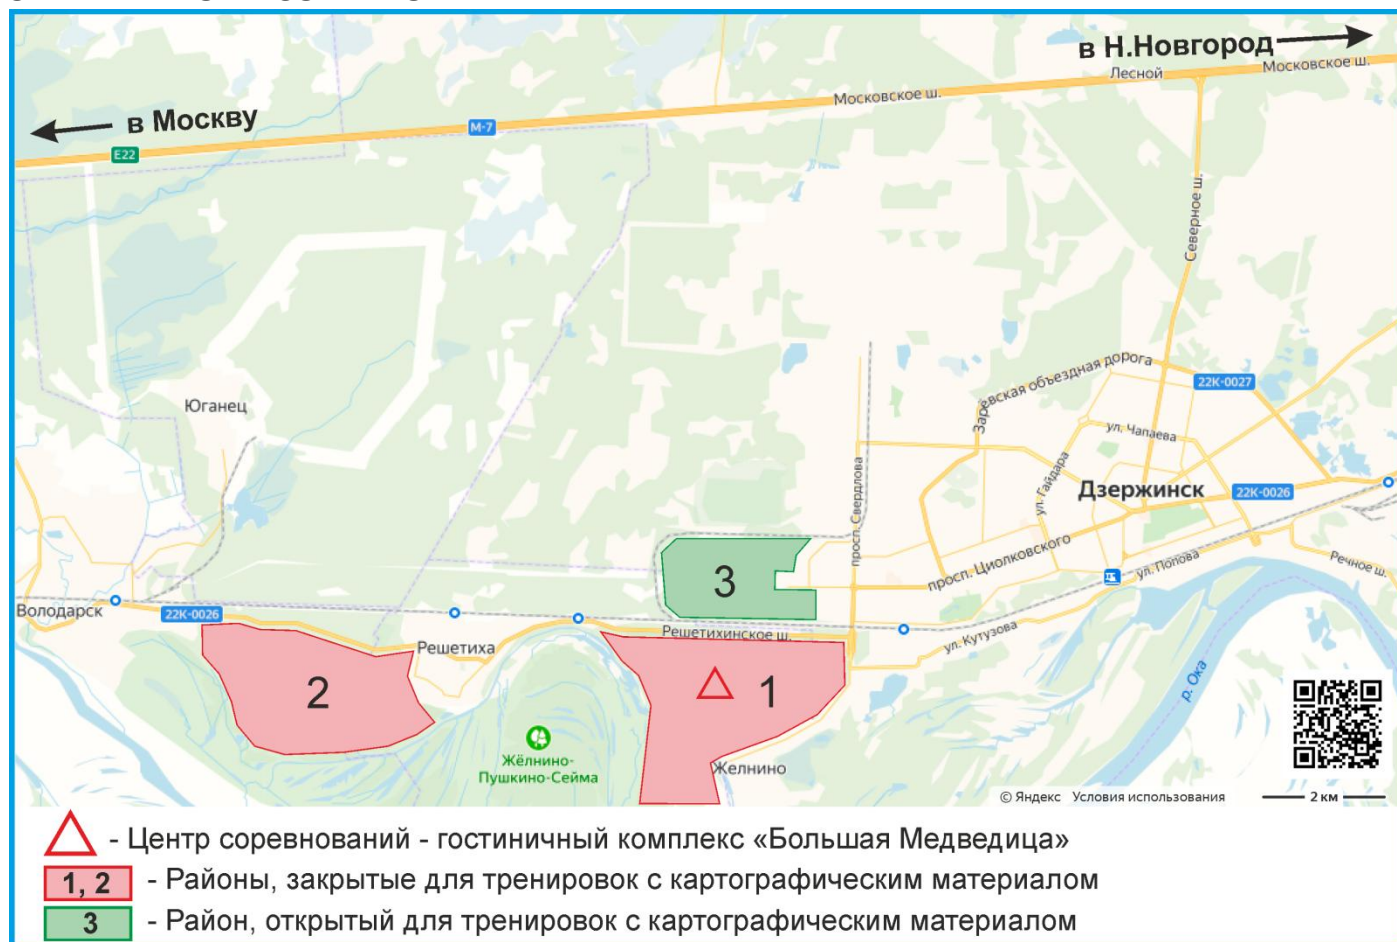 в Н.Новгород
Лесной
Московское ш.
Московское ш.
в Москву
М-7
Е22
Северное ш.
Заревская объездная дорога
22К-0027
Юганец
ул. Чапаева
ул. Гайдара
просп. Свердлова
Дзержинск
22К-0026
просп. Циолковского
ул. Попова
Речное ш.
3
Володарск
22К-0026
Решетихинское ш.
ул. Кутузова
Решетиха
р. Ока
2
1
Жёлнино-
Пушкино-Сейма
Желнино
© Яндекс Условия использования
2 км
- Центр соревнований - гостиничный комплекс «Большая Медведица»
1, 2 - Районы, закрытые для тренировок с картографическим материалом
3 - Район, открытый для тренировок с картографическим материалом